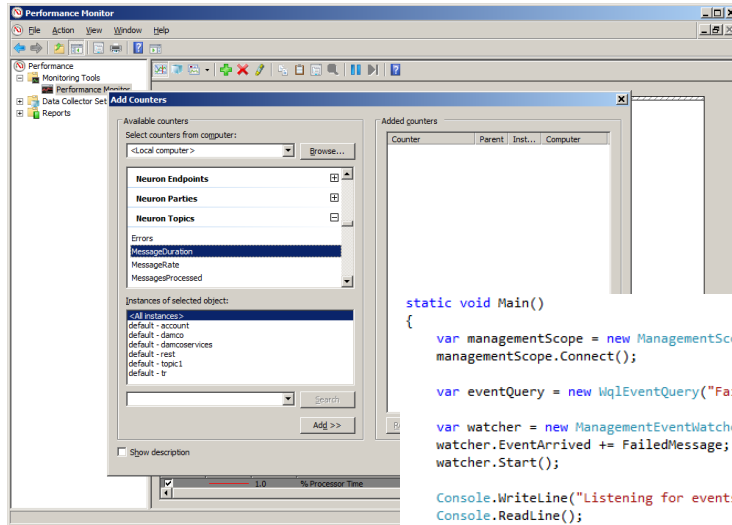 Performance Monitor
File Action View Window Help
Performance
Monitoring Tools
Performance Monitor
Data Collector Set
Reports
Add Counters
Available counters
Select counters from computer:
<Local computer>
Browse...
Neuron Endpoints
Neuron Parties
Neuron Topics
Errors
MessageDuration
MessageRate
MessagesProcessed
Instances of selected object:
<All instances>
default - account
default - damco
default - damcoservices
default - rest
default - topic1
default - tr
Search
Add >>
Show description
Added counters
Counter Parent Inst... Computer
1.0 % Processor Time
static void Main()
{
var managementScope = new ManagementSco
managementScope.Connect();
var eventQuery = new WqlEventQuery("Fai
var watcher = new ManagementEventWatche
watcher.EventArrived += FailedMessage;
watcher.Start();
Console.WriteLine("Listening for events
Console.ReadLine();